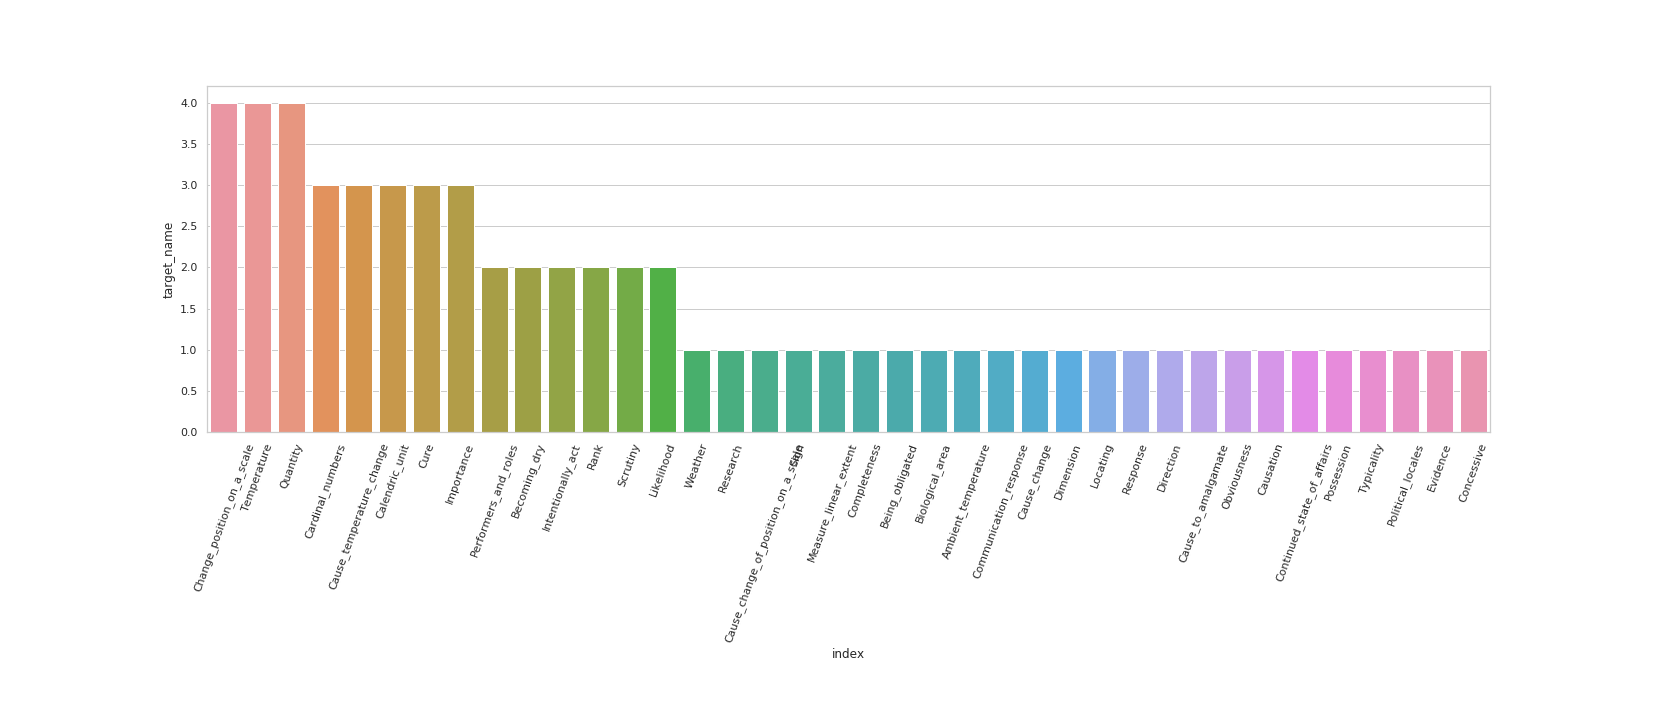 4.0
3.5
3.0
2.5
2.0
1.5
1.0
0.5
0.0
target_name
Change_position_on_a_scale
Temperature
Quantity
Cardinal_numbers
Cause_temperature_change
Calendric_unit
Cure
Importance
Performers_and_roles
Becoming_dry
Intentionally_act
Rank
Scrutiny
Likelihood
Weather
Research
Cause_change_of_position_on_a_scale
Sign
Measure_linear_extent
Completeness
Being_obligated
Biological_area
Ambient_temperature
Communication_response
Cause_change
Dimension
Locating
Response
Direction
Cause_to_amalgamate
Obviousness
Causation
Continued_state_of_affairs
Possession
Typicality
Political_locales
Evidence
Concessive
index